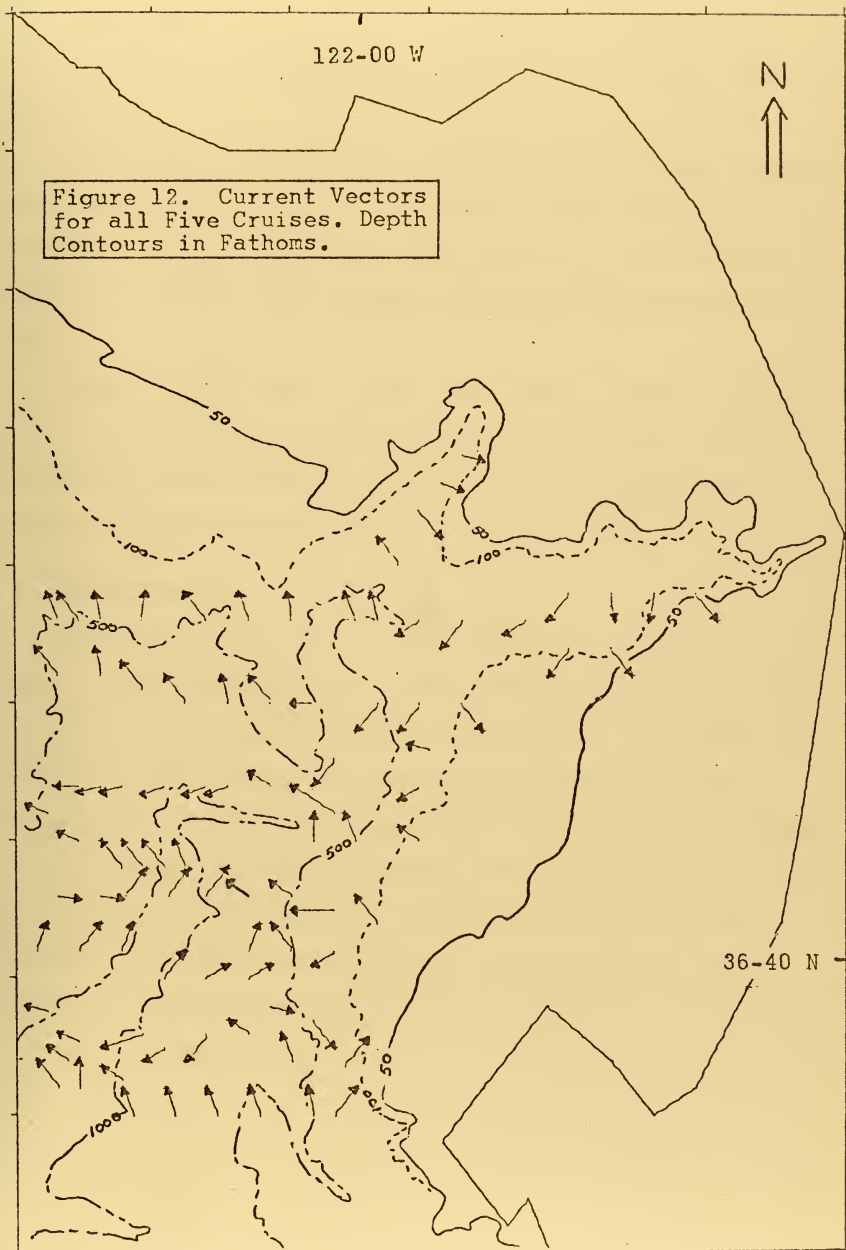 122-00 W
N
Figure 12. Current Vectors
for all Five Cruises. Depth
Contours in Fathoms.
50
100
50
100
500
50
500
36-40 N
50
100
1000